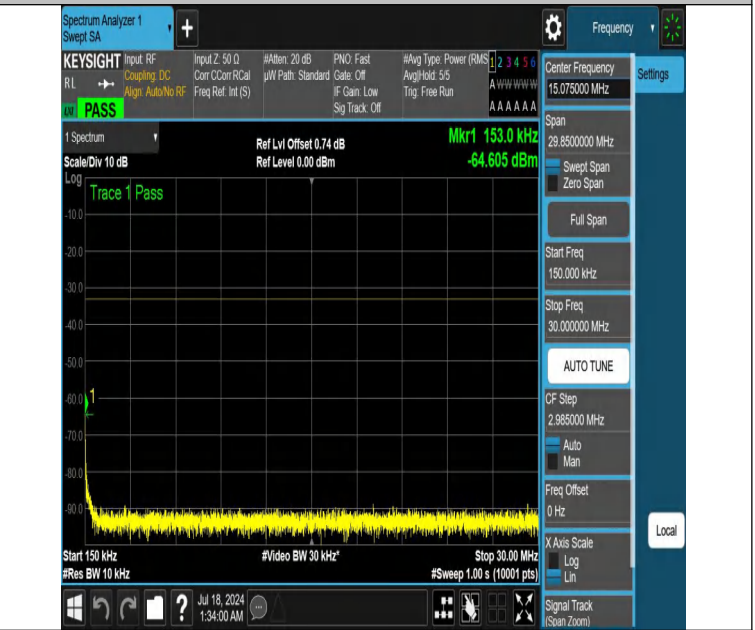 Spectrum Analyzer 1
Swept SA
+
Frequency
KEYSIGHT
RL
PASS
Input: RF
Coupling: DC
Align: Auto/No RF
Input Z: 50 Ω
Corr CCorr RCal
Freq Ref: Int (S)
#Atten: 20 dB
µW Path: Standard
PNO: Fast
Gate: Off
IF Gain: Low
Sig Track: Off
#Avg Type: Power (RMS
Avg|Hold: 5/5
Trig: Free Run
1 2 3 4 5 6
A W W W W W
A A A A A A
1 Spectrum
Scale/Div 10 dB
Ref Lvl Offset 0.74 dB
Ref Level 0.00 dBm
Mkr1 153.0 kHz
-64.605 dBm
Log
Trace 1 Pass
-10.0
-20.0
-30.0
-40.0
-50.0
-60.0
1
-70.0
-80.0
-90.0
Start 150 kHz
#Res BW 10 kHz
#Video BW 30 kHz*
Stop 30.00 MHz
#Sweep 1.00 s (10001 pts)
?
Jul 18, 2024
1:34:00 AM
Center Frequency
15.075000 MHz
Settings
Span
29.8500000 MHz
Swept Span
Zero Span
Full Span
Start Freq
150.000 kHz
Stop Freq
30.000000 MHz
AUTO TUNE
CF Step
2.985000 MHz
Auto
Man
Freq Offset
0 Hz
X Axis Scale
Log
Lin
Signal Track
(Span Zoom)
Local